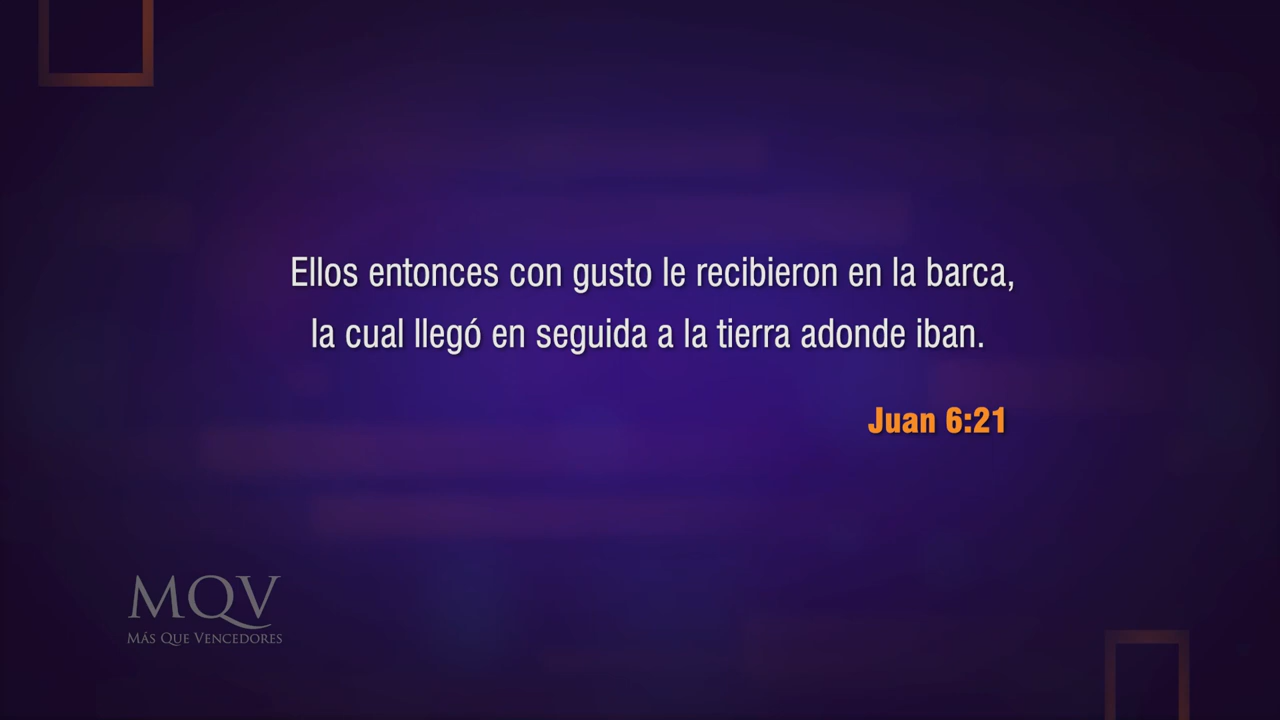 Ellos entonces con gusto le recibieron en la barca,
la cual llegó en seguida a la tierra adonde iban.
Juan 6:21
MQV
MÁS QUE VENCEDORES